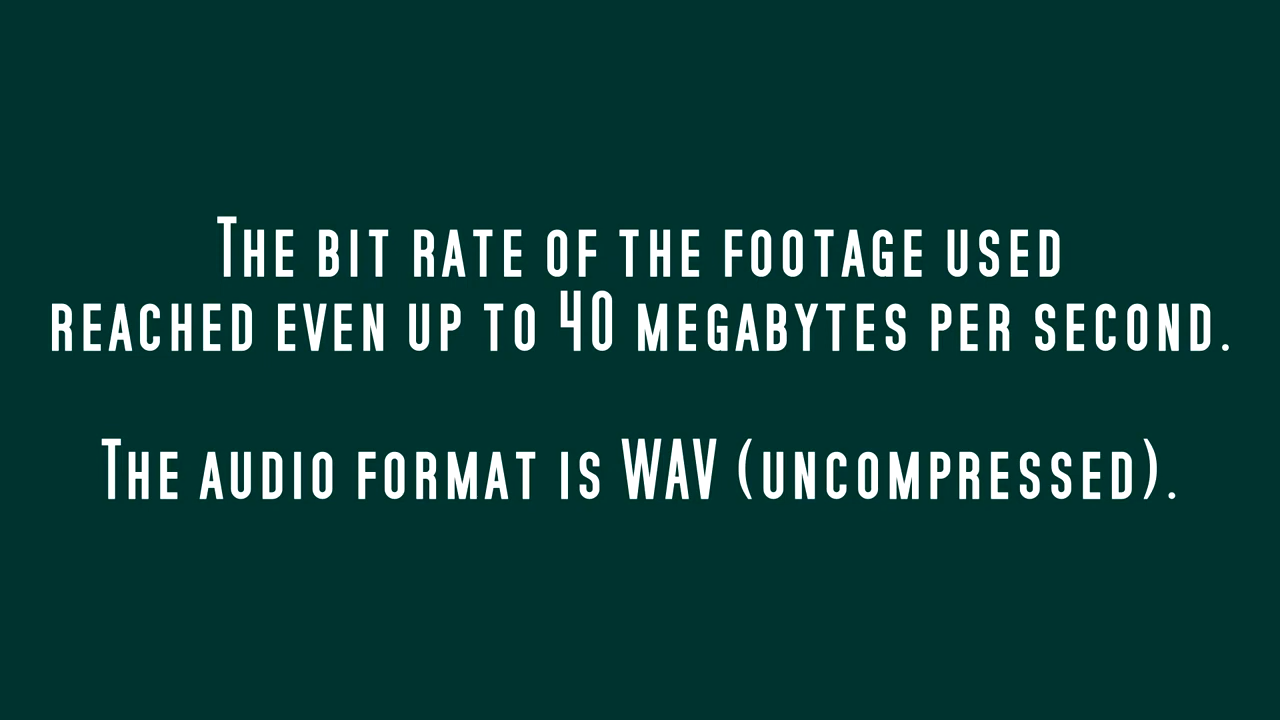 The bit rate of the footage used
reached even up to 40 megabytes per second.
The audio format is WAV (uncompressed).